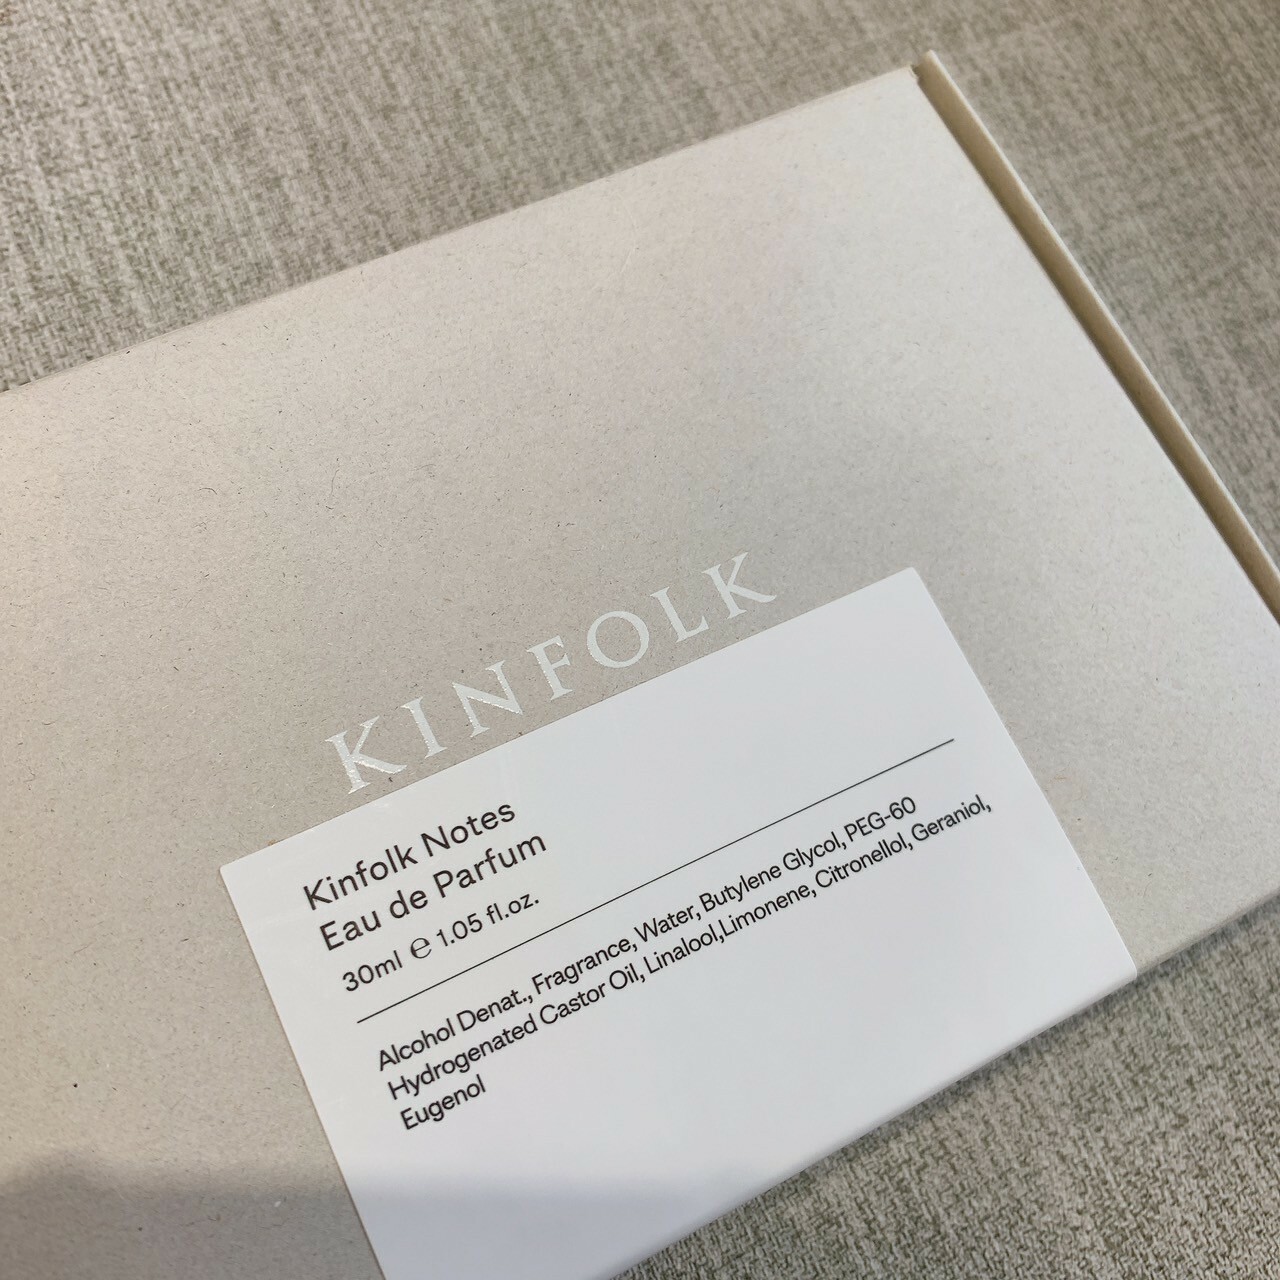 KINFOLK
Kinfolk Notes
Eau de Parfum
30ml ℮ 1.05 fl.oz.
Alcohol Denat., Fragrance, Water, Butylene Glycol, PEG-60
Hydrogenated Castor Oil, Linalool,Limonene, Citronellol, Geraniol,
Eugenol